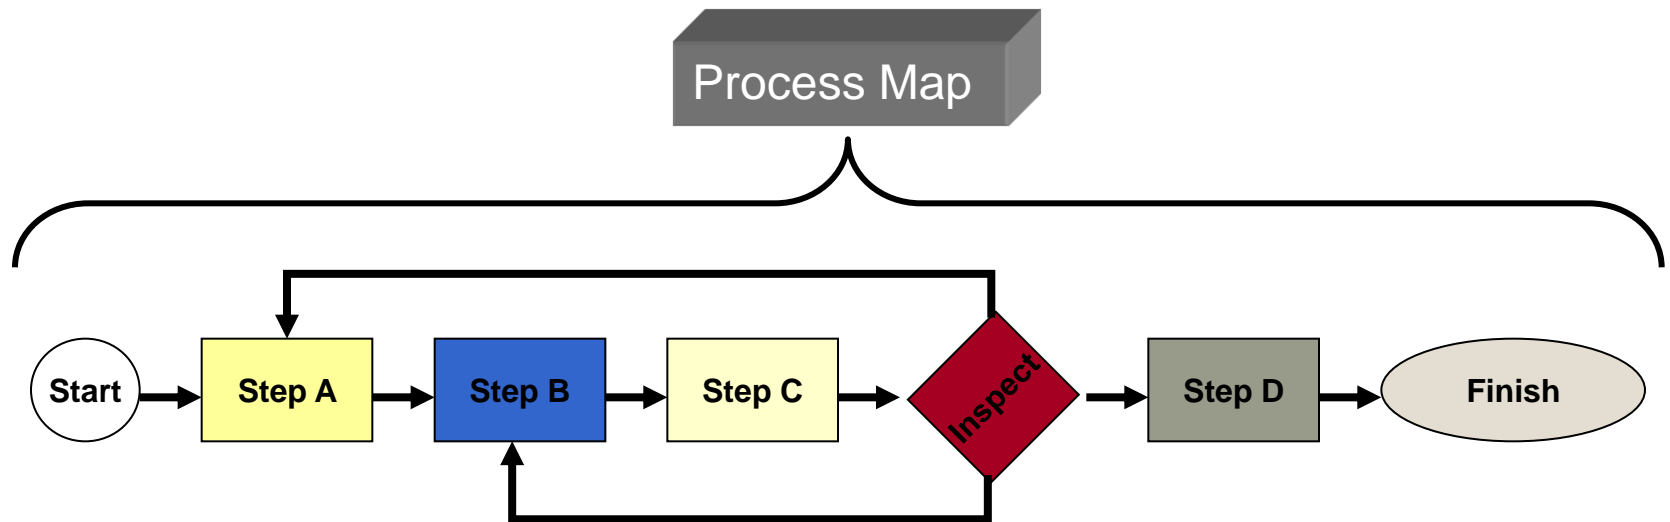 Process Map
Start
Step A
Step B
Step C
Inspect
Step D
Finish